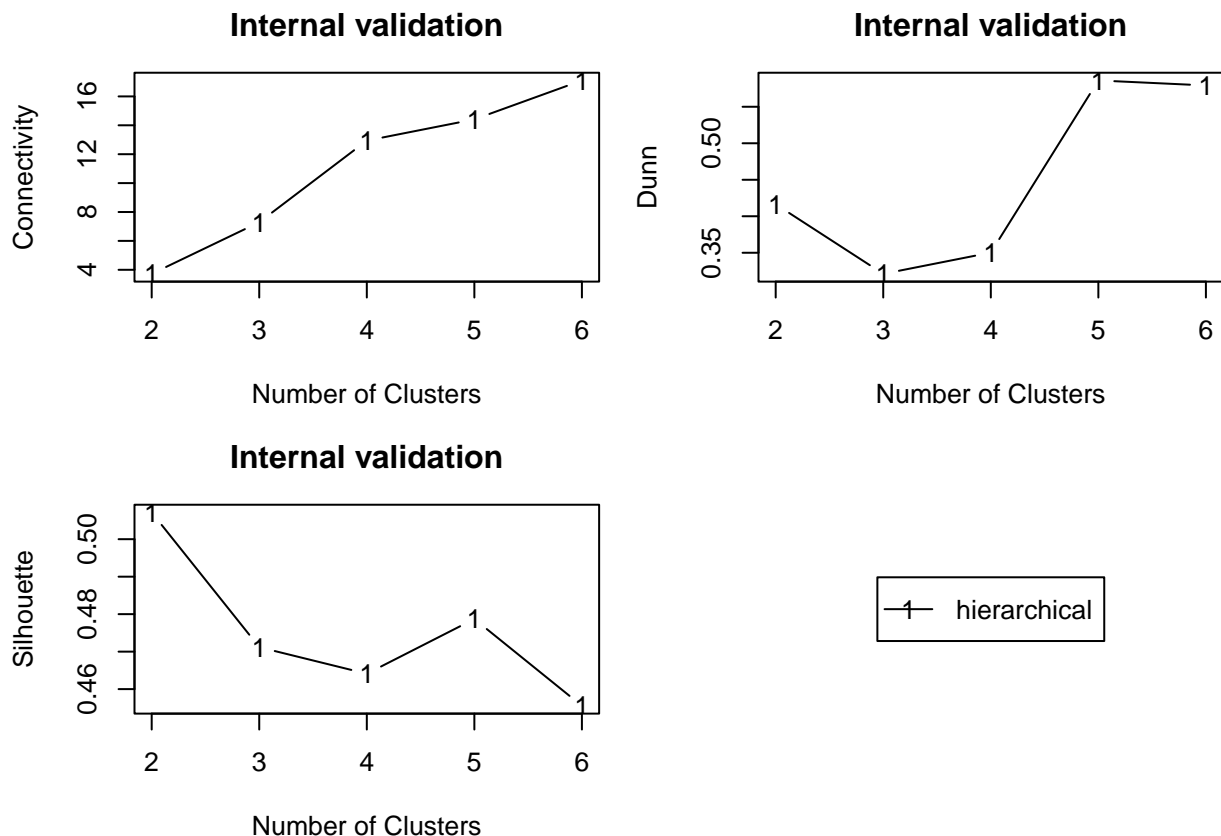 Internal validation
Connectivity
16
12
8
4
1
1
1
1
1
2 3 4 5 6
Number of Clusters
Internal validation
Dunn
0.50
0.35
1
1
1
1
1
2 3 4 5 6
Number of Clusters
Internal validation
Silhouette
0.50
0.48
0.46
1
1
1
1
1
2 3 4 5 6
Number of Clusters
1 hierarchical